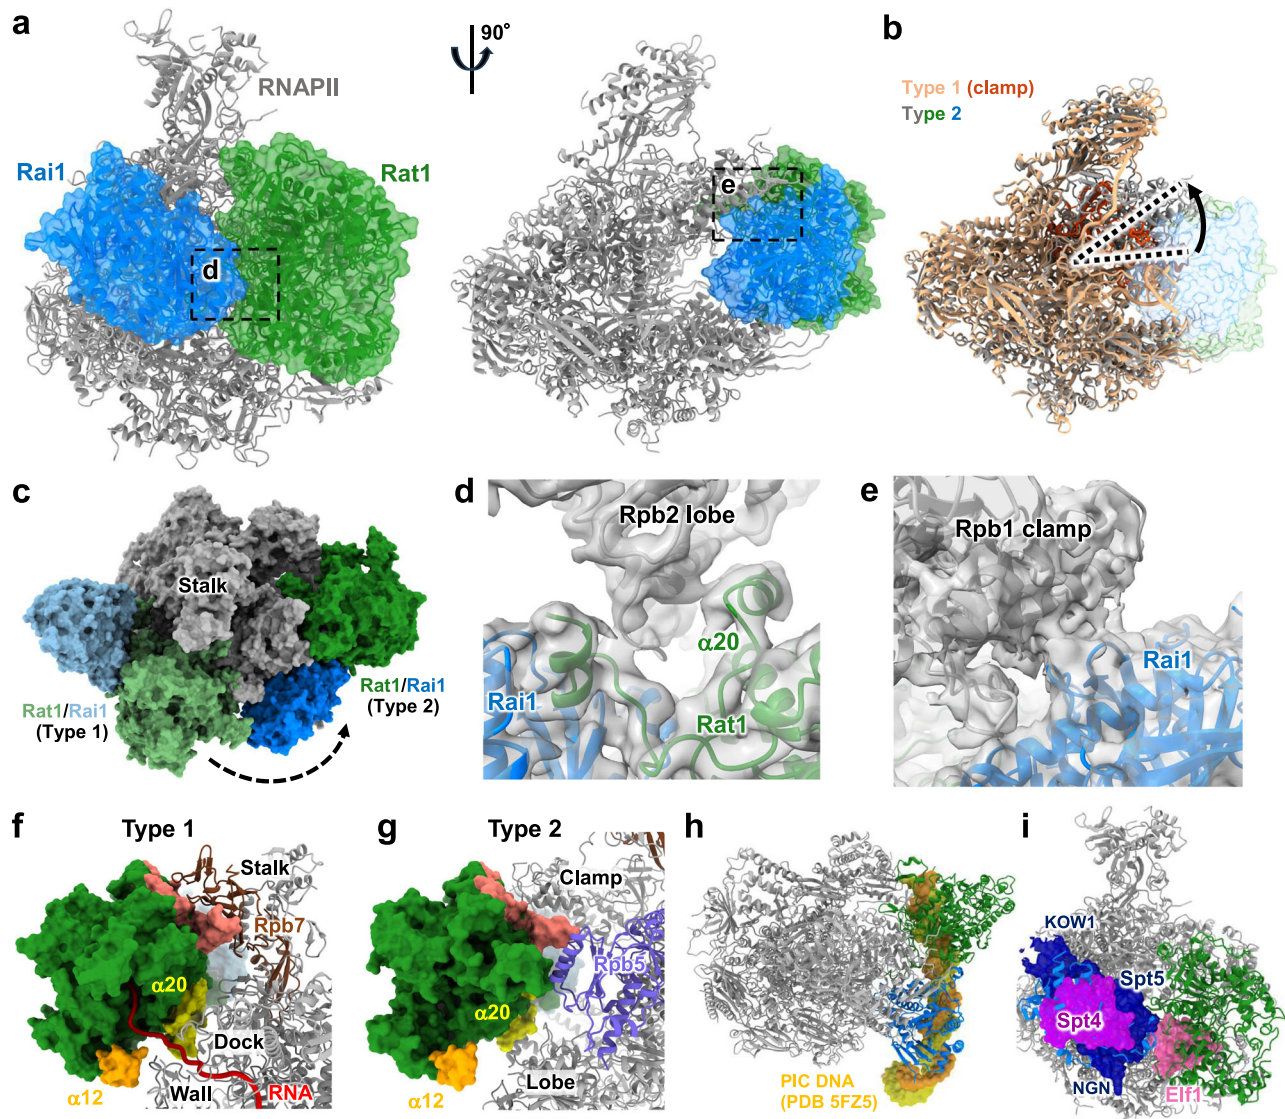 a
90°
b
RNAPII
Rai1
Rat1
d
e
Type 1 (clamp)
Type 2
c
Stalk
Rat1/Rai1
(Type 1)
Rat1/Rai1
(Type 2)
d
Rpb2 lobe
α20
Rai1
Rat1
e
Rpb1 clamp
Rai1
f
Type 1
Stalk
Rpb7
α20
Dock
Wall
RNA
α12
g
Type 2
Clamp
Rpb5
α20
Lobe
α12
h
PIC DNA
(PDB 5FZ5)
i
KOW1
Spt5
Spt4
NGN
Elf1